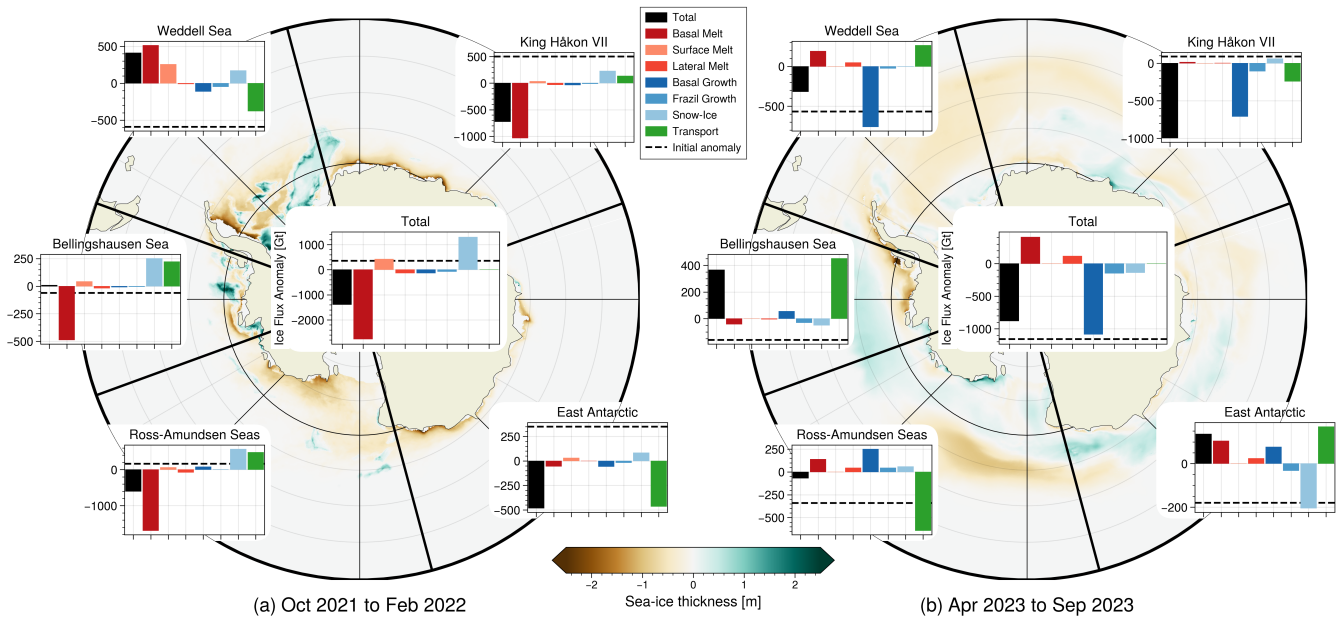 Weddell Sea
500
0
−500
King Håkon VII
500
0
−500
−1000
Total
Basal Melt
Surface Melt
Lateral Melt
Basal Growth
Frazil Growth
Snow-Ice
Transport
Initial anomaly
Weddell Sea
0
−500
King Håkon VII
0
−500
−1000
Bellingshausen Sea
250
0
−250
−500
Total
Ice Flux Anomaly [Gt]
1000
0
−1000
−2000
Bellingshausen Sea
400
200
0
Total
Ice Flux Anomaly [Gt]
0
−500
−1000
Ross-Amundsen Seas
0
−1000
East Antarctic
250
0
−250
−500
Ross-Amundsen Seas
250
0
−250
−500
East Antarctic
0
−200
−2 −1 0 1 2
Sea-ice thickness [m]
(a) Oct 2021 to Feb 2022
(b) Apr 2023 to Sep 2023